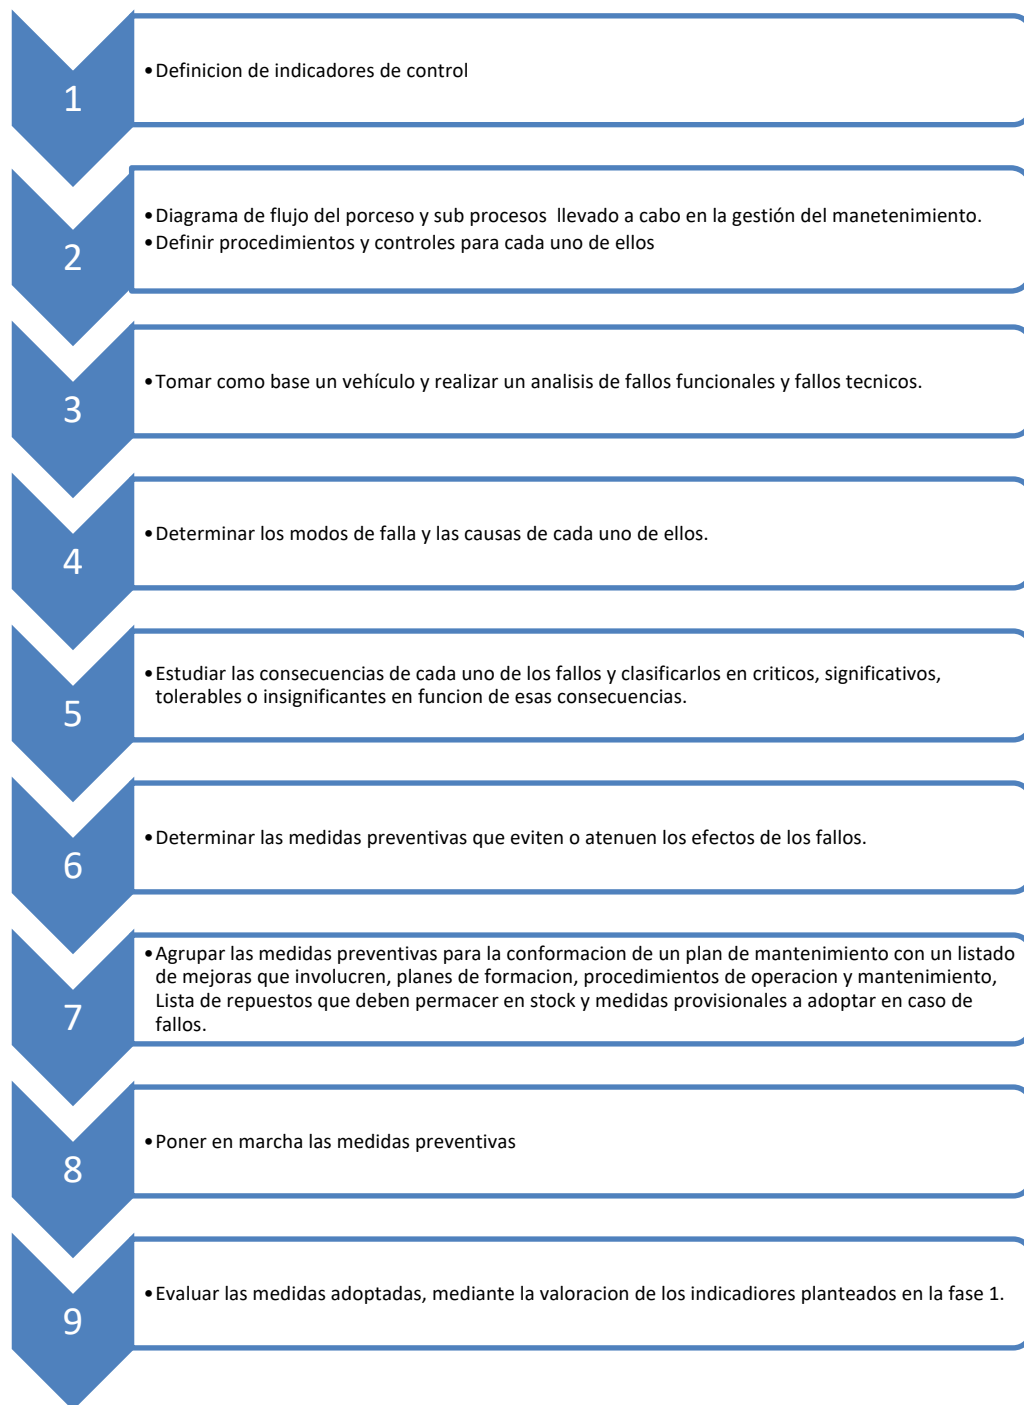 1
•Definicion de indicadores de control
2
•Diagrama de flujo del porceso y sub procesos  llevado a cabo en la gestión del manetenimiento.
•Definir procedimientos y controles para cada uno de ellos
3
•Tomar como base un vehículo y realizar un analisis de fallos funcionales y fallos tecnicos.
4
•Determinar los modos de falla y las causas de cada uno de ellos.
5
•Estudiar las consecuencias de cada uno de los fallos y clasificarlos en criticos, significativos,
tolerables o insignificantes en funcion de esas consecuencias.
6
•Determinar las medidas preventivas que eviten o atenuen los efectos de los fallos.
7
•Agrupar las medidas preventivas para la conformacion de un plan de mantenimiento con un listado
de mejoras que involucren, planes de formacion, procedimientos de operacion y mantenimiento,
Lista de repuestos que deben permacer en stock y medidas provisionales a adoptar en caso de
fallos.
8
•Poner en marcha las medidas preventivas
9
•Evaluar las medidas adoptadas, mediante la valoracion de los indicadiores planteados en la fase 1.